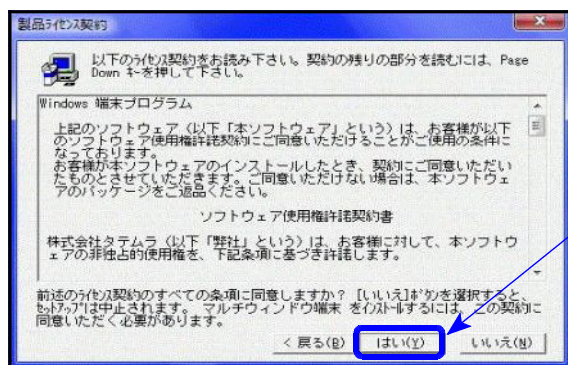 製品ﾗｲｾﾝｽ契約
以下のﾗｲｾﾝｽ契約をお読み下さい。契約の残りの部分を読むには、Page
Down ｷｰを押して下さい。
Windows 端末プログラム
上記のソフトウェア（以下「本ソフトウェア」という）は、お客様が以下
のソフトウェア使用権許諾契約にご同意いただけることがご使用の条件に
なっております。
お客様が本ソフトウェアのインストールしたとき、契約にご同意いただい
たものとさせていただきます。ご同意いただけない場合は、本ソフトウェ
アのパッケージをご返品ください。
ソフトウェア使用権許諾契約書
株式会社タテムラ（以下「弊社」という）は、お客様に対して、本ソフトウ
ェアの非独占的使用権を、下記条項に基づき許諾します。
前述のﾗｲｾﾝｽ契約のすべての条項に同意しますか？ [いいえ]ﾎﾞﾀﾝを選択すると、
ｾｯﾄｱｯﾌﾟは中止されます。 マルチウィンドウ端末 をｲﾝｽﾄｰﾙするには、この契約に
同意いただく必要があります。
< 戻る(B) はい(Y) いいえ(N)